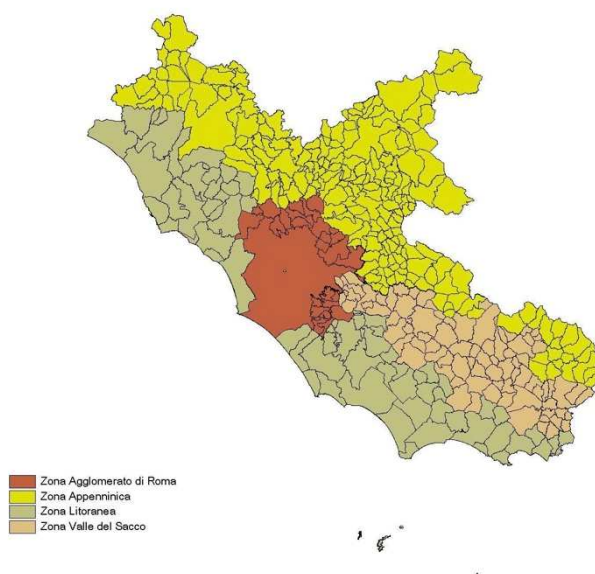 Zona Agglomerato di Roma
Zona Appenninica
Zona Litoranea
Zona Valle del Sacco